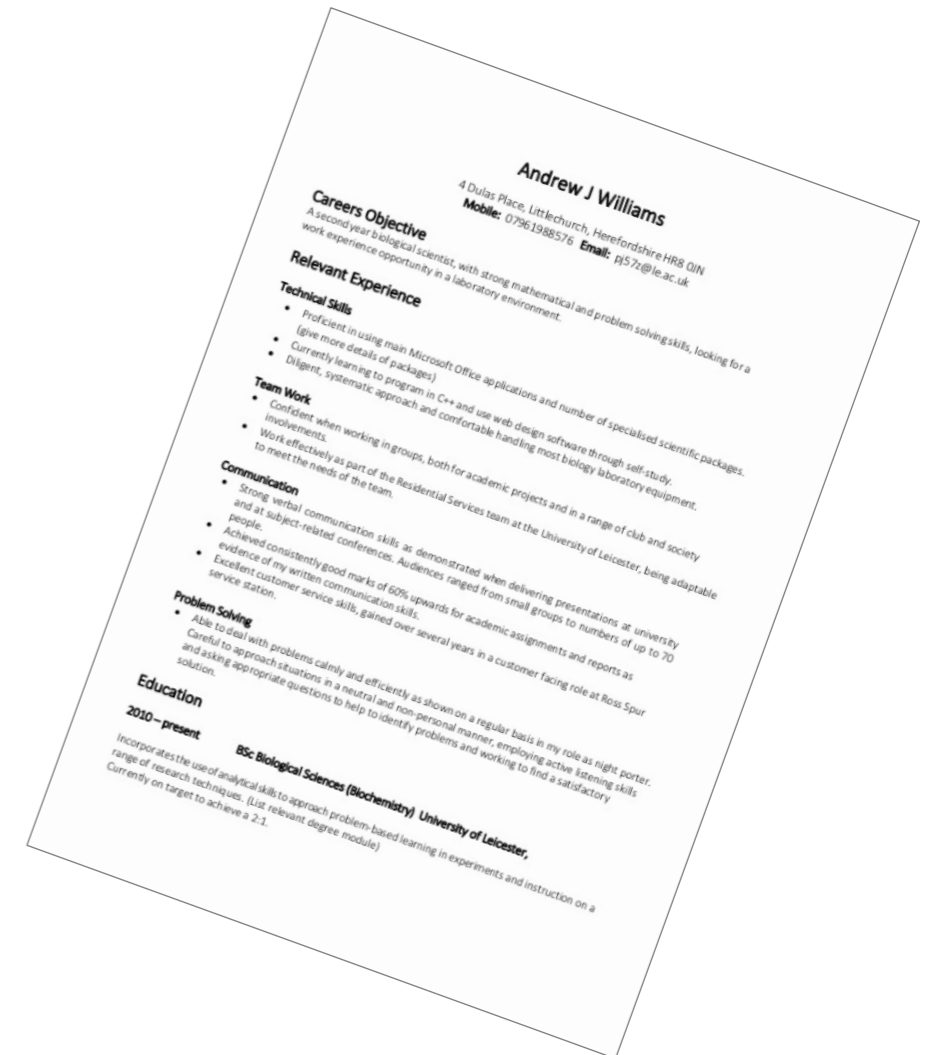 Andrew J Williams
4 Dulas Place, Littlechurch, Herefordshire HR8 0IN
Mobile: 07961988576 Email: pj57z@le.ac.uk
Careers Objective
A second year biological scientist, with strong mathematical and problem solving skills, looking for a
work experience opportunity in a laboratory environment.
Relevant Experience
Technical Skills
• Proficient in using main Microsoft Office applications and number of specialised scientific packages.
(give more details of packages)
• Currently learning to program in C++ and use web design software through self-study.
• Diligent, systematic approach and comfortable handling most biology laboratory equipment.
Team Work
• Confident when working in groups, both for academic projects and in a range of club and society
involvements.
• Work effectively as part of the Residential Services team at the University of Leicester, being adaptable
to meet the needs of the team.
Communication
• Strong verbal communication skills as demonstrated when delivering presentations at university
and at subject-related conferences. Audiences ranged from small groups to numbers of up to 70
people.
• Achieved consistently good marks of 60% upwards for academic assignments and reports as
evidence of my written communication skills.
• Excellent customer service skills, gained over several years in a customer facing role at Ross Spur
service station.
Problem Solving
• Able to deal with problems calmly and efficiently as shown on a regular basis in my role as night porter.
Careful to approach situations in a neutral and non-personal manner, employing active listening skills
and asking appropriate questions to help to identify problems and working to find a satisfactory
solution.
Education
2010 – present BSc Biological Sciences (Biochemistry) University of Leicester,
Incorporates the use of analytical skills to approach problem-based learning in experiments and instruction on a
range of research techniques. (List relevant degree module)
Currently on target to achieve a 2:1.